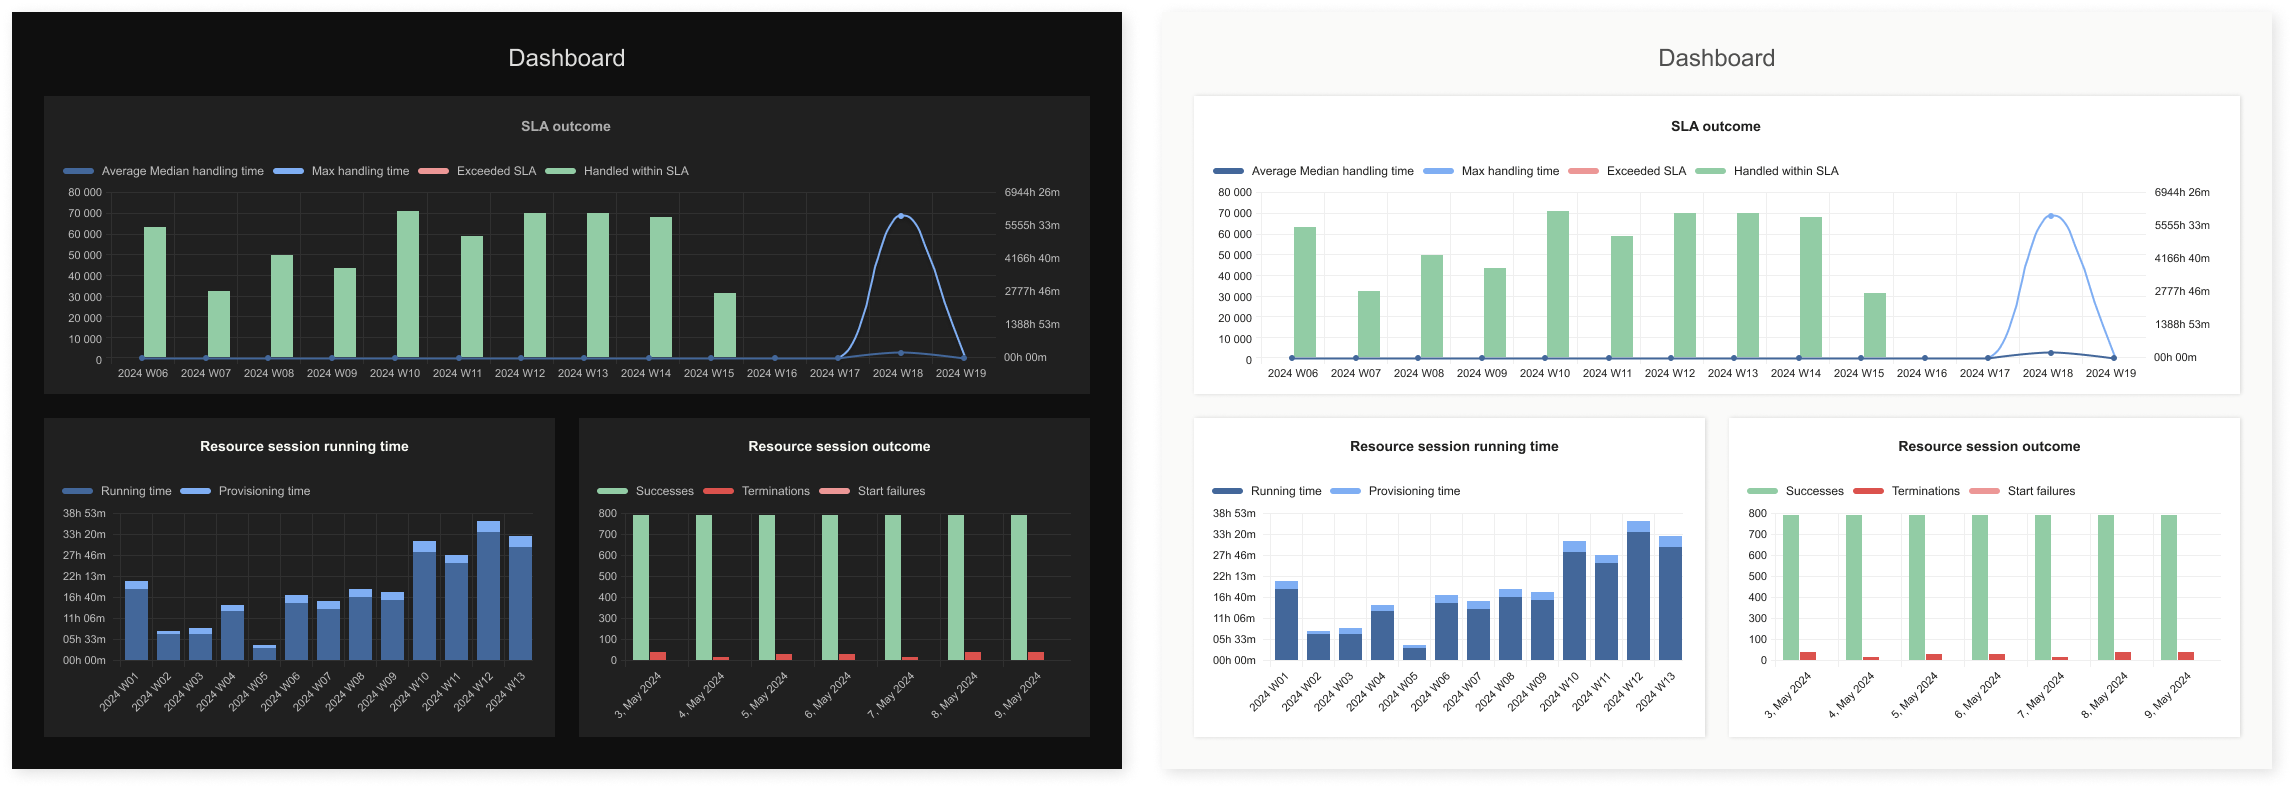 Dashboard
SLA outcome
Average Median handling time Max handling time Exceeded SLA Handled within SLA
80 000
70 000
60 000
50 000
40 000
30 000
20 000
10 000
0
6944h 26m
5555h 33m
4166h 40m
2777h 46m
1388h 53m
00h 00m
2024 W06 2024 W07 2024 W08 2024 W09 2024 W10 2024 W11 2024 W12 2024 W13 2024 W14 2024 W15 2024 W16 2024 W17 2024 W18 2024 W19
Resource session running time
Running time Provisioning time
38h 53m
33h 20m
27h 46m
22h 13m
16h 40m
11h 06m
05h 33m
00h 00m
2024 W01 2024 W02 2024 W03 2024 W04 2024 W05 2024 W06 2024 W07 2024 W08 2024 W09 2024 W10 2024 W11 2024 W12 2024 W13
Resource session outcome
Successes Terminations Start failures
800
700
600
500
400
300
100
0
3, May 2024 4, May 2024 5, May 2024 6, May 2024 7, May 2024 8, May 2024 9, May 2024
Dashboard
SLA outcome
Average Median handling time Max handling time Exceeded SLA Handled within SLA
80 000
70 000
60 000
50 000
40 000
30 000
20 000
10 000
0
6944h 26m
5555h 33m
4166h 40m
2777h 46m
1388h 53m
00h 00m
2024 W06 2024 W07 2024 W08 2024 W09 2024 W10 2024 W11 2024 W12 2024 W13 2024 W14 2024 W15 2024 W16 2024 W17 2024 W18 2024 W19
Resource session running time
Running time Provisioning time
38h 53m
33h 20m
27h 46m
22h 13m
16h 40m
11h 06m
05h 33m
00h 00m
2024 W01 2024 W02 2024 W03 2024 W04 2024 W05 2024 W06 2024 W07 2024 W08 2024 W09 2024 W10 2024 W11 2024 W12 2024 W13
Resource session outcome
Successes Terminations Start failures
800
700
600
500
400
300
100
0
3, May 2024 4, May 2024 5, May 2024 6, May 2024 7, May 2024 8, May 2024 9, May 2024